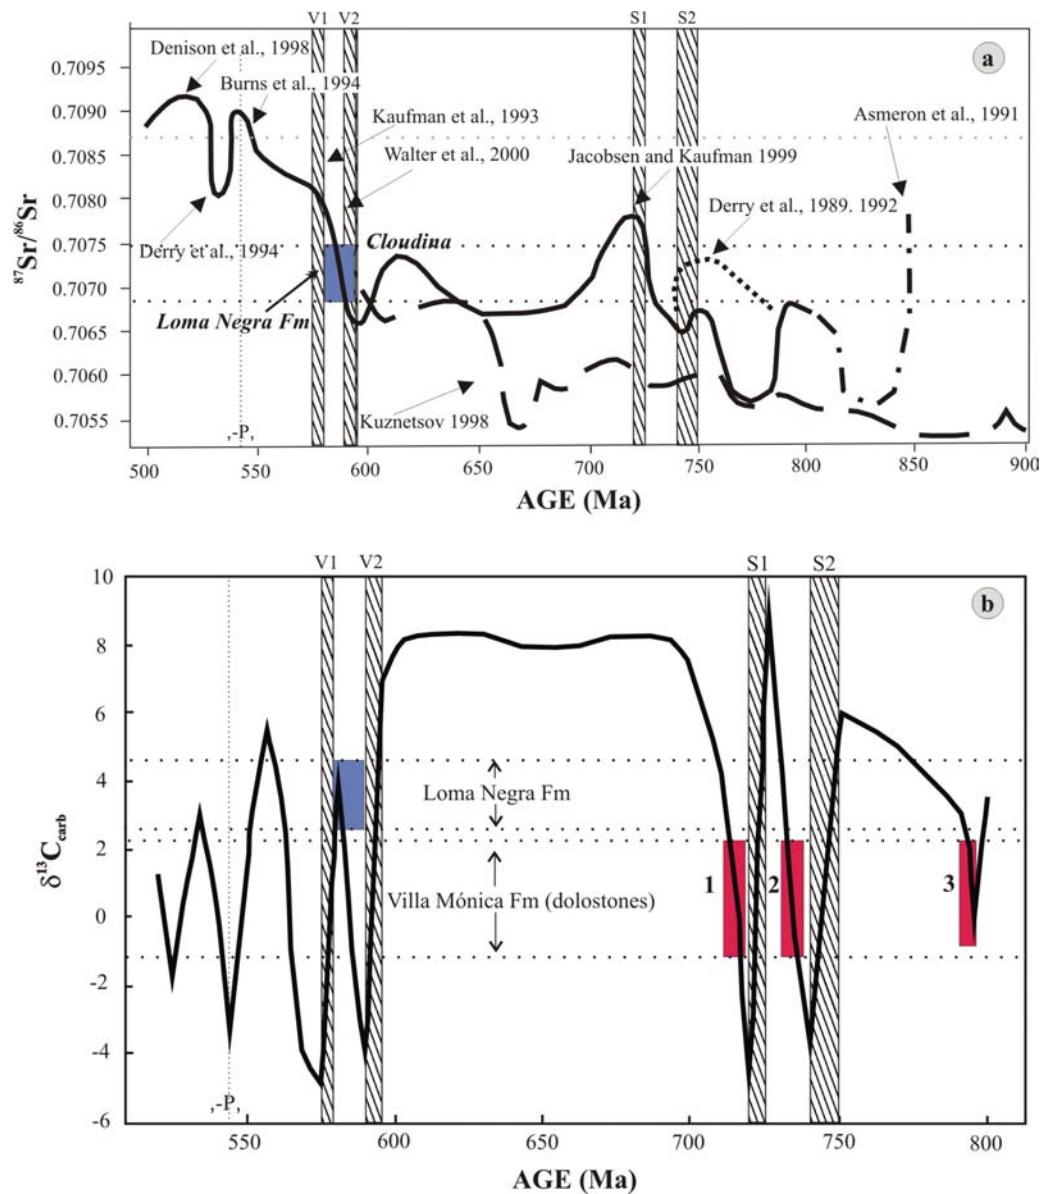 V1 V2 S1 S2
a
0.7095
0.7090
0.7085
0.7080
0.7075
0.7070
0.7065
0.7060
0.7055
⁸⁷Sr/⁸⁶Sr
Denison et al., 1998
Burns et al., 1994
Kaufman et al., 1993
Walter et al., 2000
Asmeron et al., 1991
Jacobsen and Kaufman 1999
Derry et al., 1989. 1992
Derry et al., 1994
Cloudina
Loma Negra Fm
Kuznetsov 1998
,-P,
500 550 600 650 700 750 800 850 900
AGE (Ma)
V1 V2 S1 S2
b
10
8
6
4
2
0
-2
-4
-6
δ¹³C carb
Loma Negra Fm
Villa Mónica Fm (dolostones)
1 2 3
,-P,
550 600 650 700 750 800
AGE (Ma)